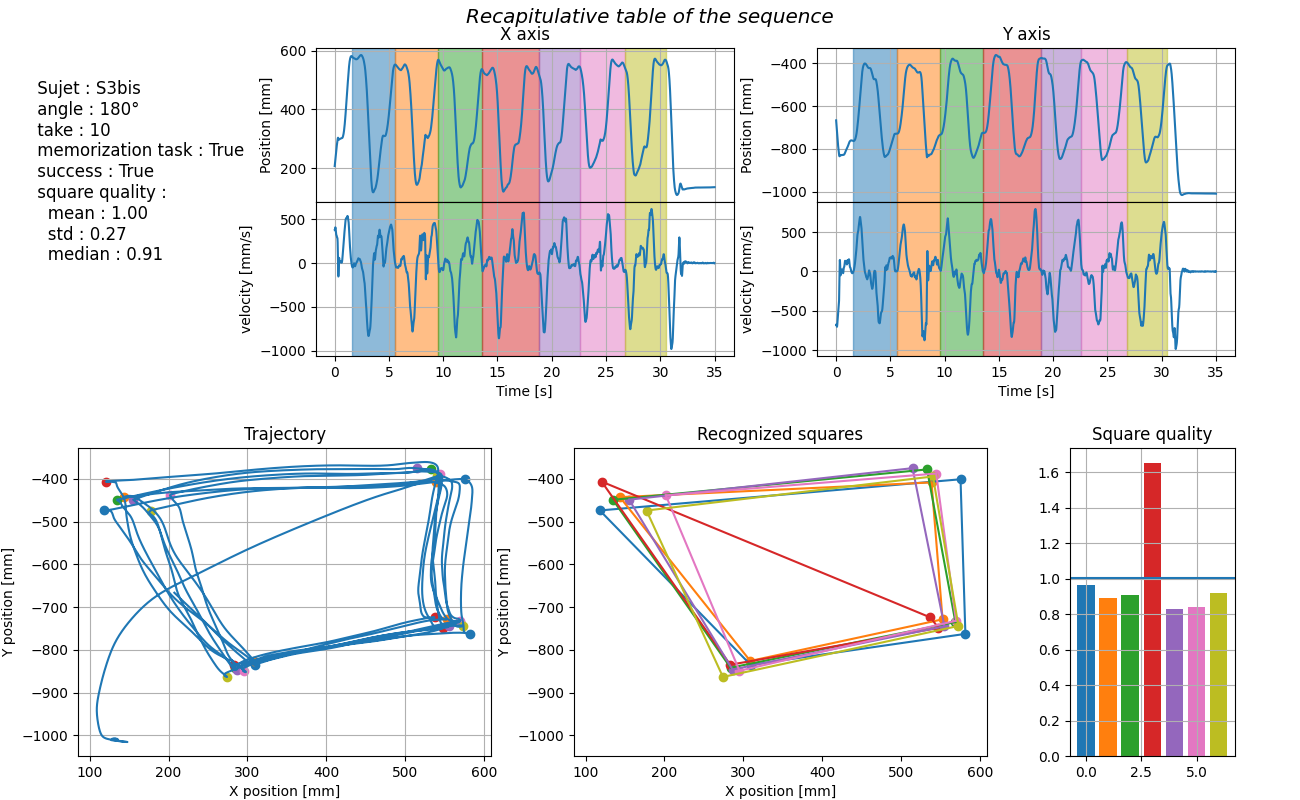 Recapitulative table of the sequence
Sujet : S3bis
angle : 180°
take : 10
memorization task : True
success : True
square quality :
mean : 1.00
std : 0.27
median : 0.91
X axis
Position [mm]
600
400
200
velocity [mm/s]
500
0
−500
−1000
0 5 10 15 20 25 30 35
Time [s]
Y axis
Position [mm]
−400
−600
−800
−1000
velocity [mm/s]
500
0
−500
−1000
0 5 10 15 20 25 30 35
Time [s]
Trajectory
Y position [mm]
−400
−500
−600
−700
−800
−900
−1000
100 200 300 400 500 600
X position [mm]
Recognized squares
Y position [mm]
−400
−500
−600
−700
−800
−900
−1000
100 200 300 400 500 600
X position [mm]
Square quality
1.6
1.4
1.2
1.0
0.8
0.6
0.4
0.2
0.0
0.0 2.5 5.0